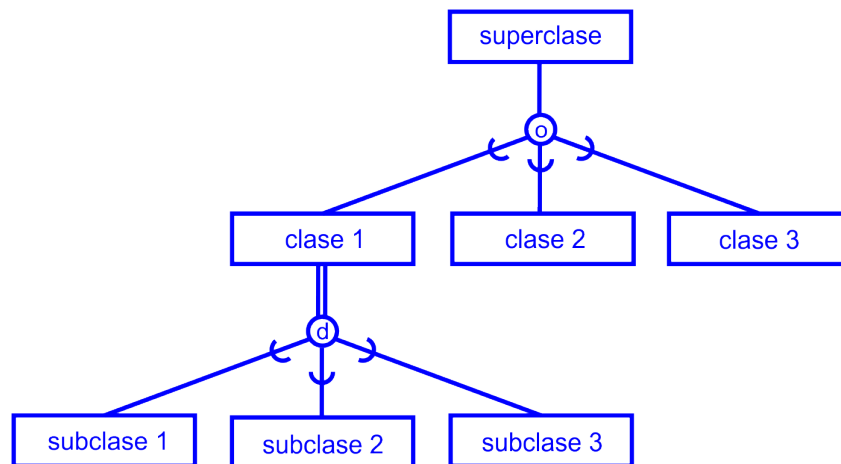 superclase
o
clase 1
clase 2
clase 3
d
subclase 1
subclase 2
subclase 3